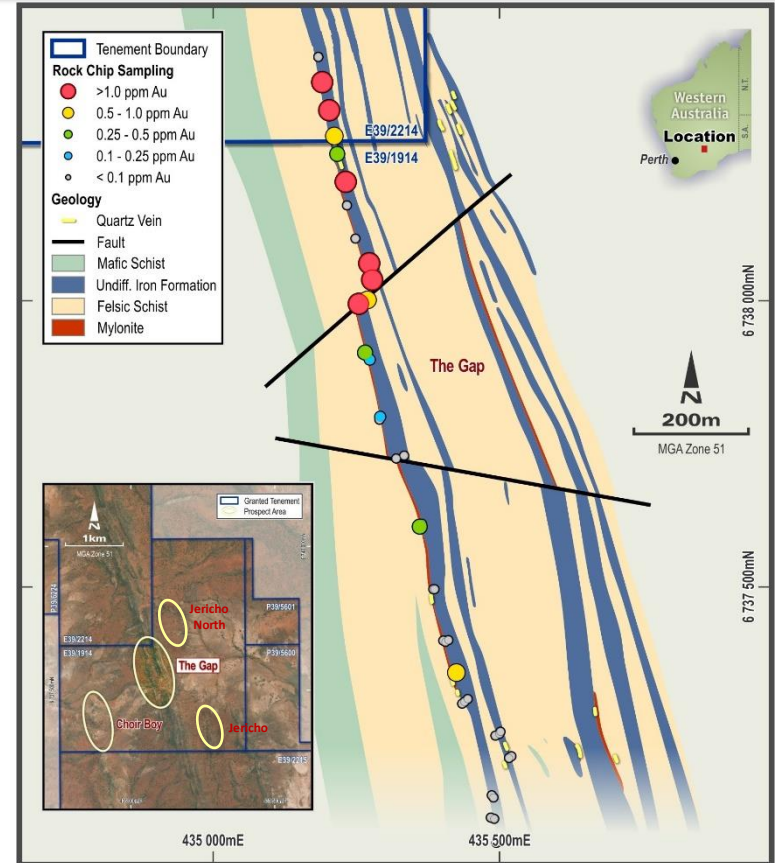 Tenement Boundary
Rock Chip Sampling
>1.0 ppm Au
0.5 - 1.0 ppm Au
0.25 - 0.5 ppm Au
0.1 - 0.25 ppm Au
< 0.1 ppm Au
Geology
Quartz Vein
Fault
Mafic Schist
Undiff. Iron Formation
Felsic Schist
Mylonite
E39/2214
E39/1914
Western
Australia
Location
Perth
N.T.
S.A.
The Gap
6 738 000mN
N
200m
MGA Zone 51
6 737 500mN
435 000mE
435 500mE
N
1km
MGA Zone 51
Granted Tenement
Prospect Area
P39/6224
E39/2214
E39/1914
P39/5601
P39/5600
E39/2215
Jericho
North
The Gap
Choir Boy
Jericho